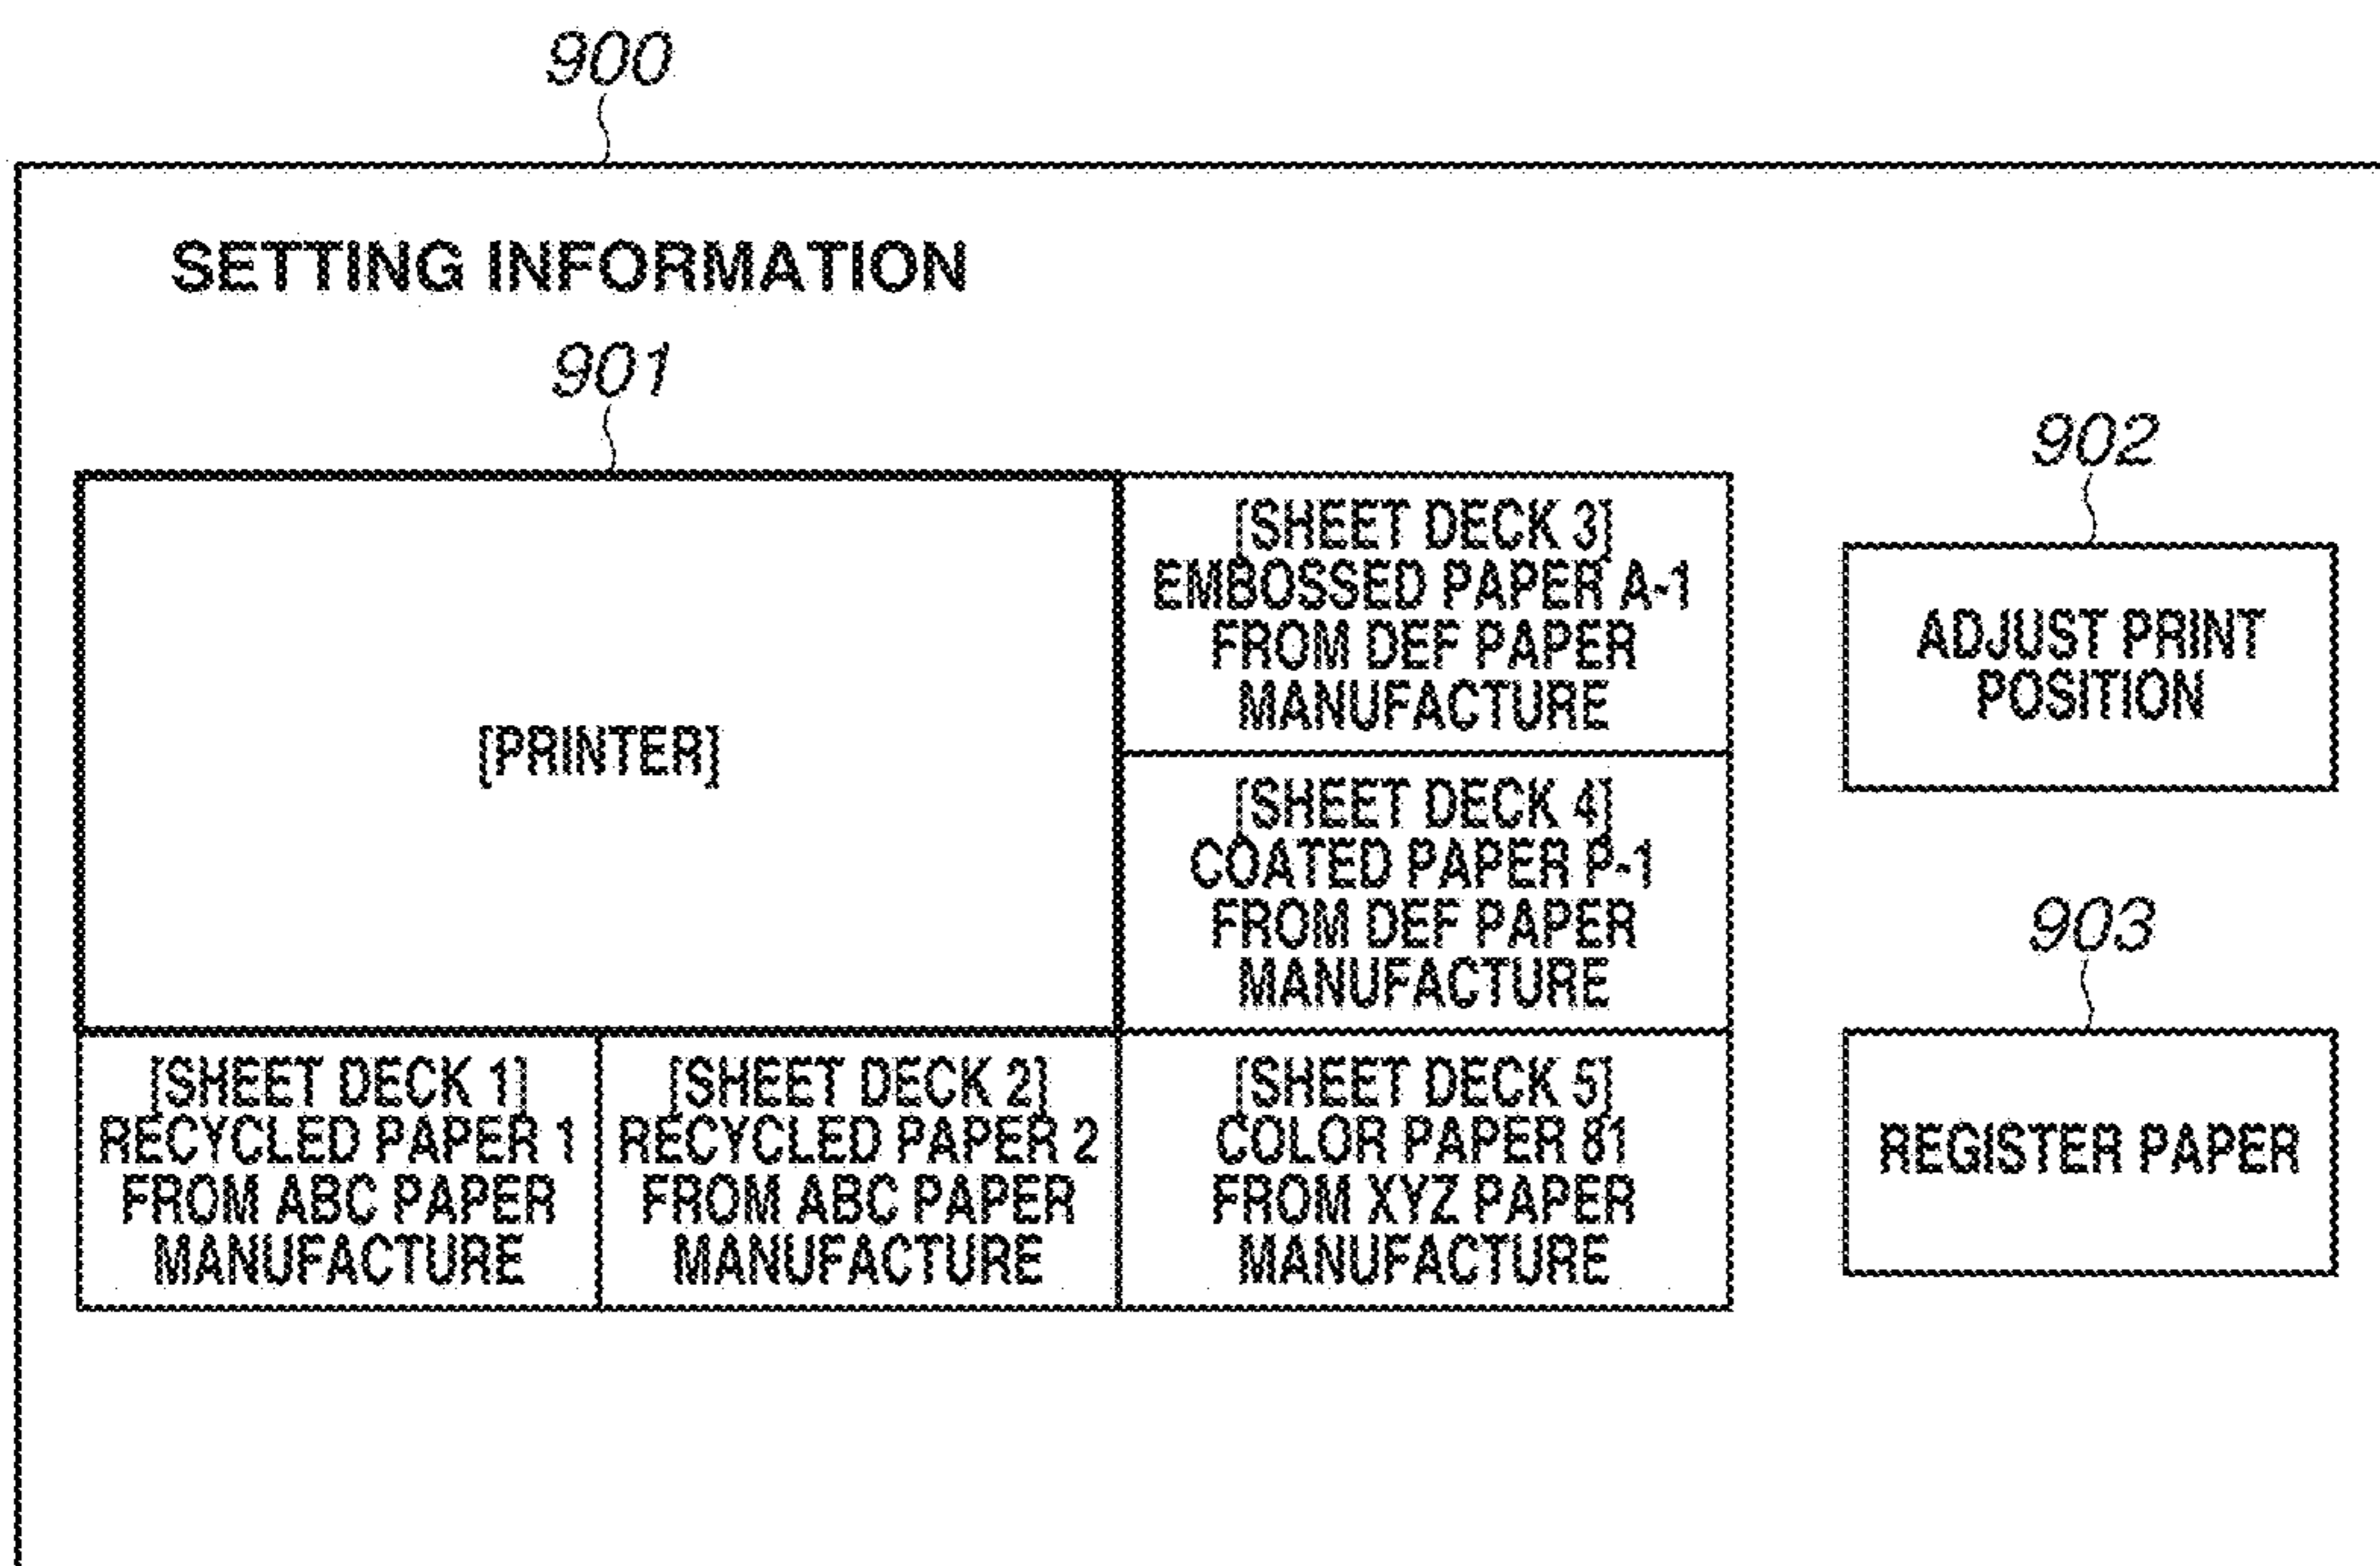 900
SETTING INFORMATION
901
[PRINTER]
[SHEET DECK 3]
EMBOSSED PAPER A-1
FROM DEF PAPER
MANUFACTURE
[SHEET DECK 4]
COATED PAPER P-1
FROM DEF PAPER
MANUFACTURE
[SHEET DECK 1]
RECYCLED PAPER 1
FROM ABC PAPER
MANUFACTURE
[SHEET DECK 2]
RECYCLED PAPER 2
FROM ABC PAPER
MANUFACTURE
[SHEET DECK 5]
COLOR PAPER 81
FROM XYZ PAPER
MANUFACTURE
902
ADJUST PRINT
POSITION
903
REGISTER PAPER